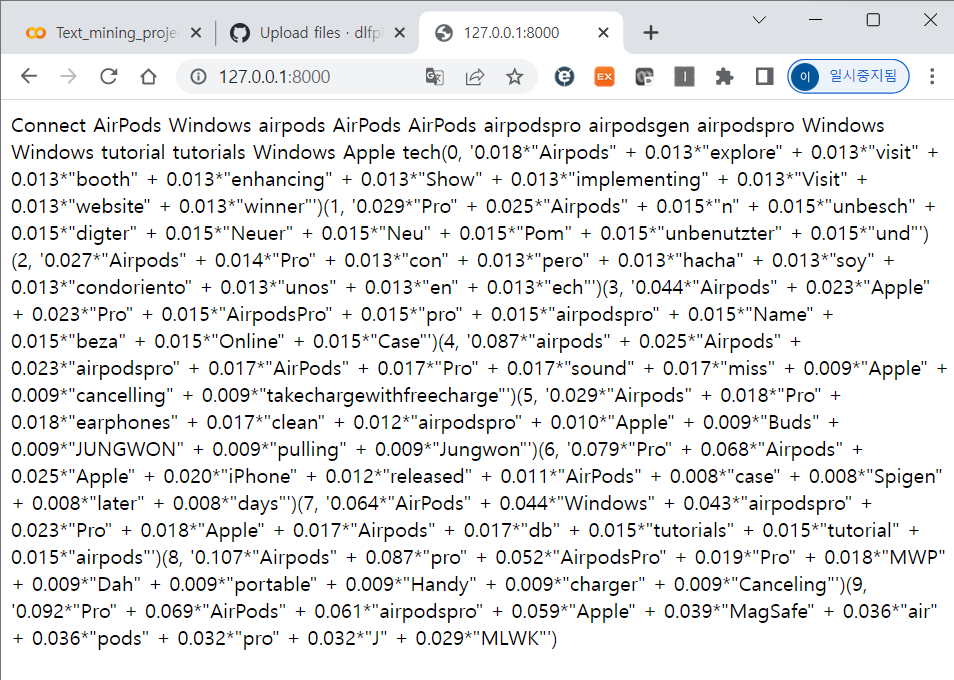 Text_mining_proje
Upload files · dlfpl
127.0.0.1:8000
127.0.0.1:8000
EX
이 일시중지됨
Connect AirPods Windows airpods AirPods AirPods airpodspro airpodsgen airpodspro Windows
Windows tutorial tutorials Windows Apple tech(0, '0.018*"Airpods" + 0.013*"explore" + 0.013*"visit" +
0.013*"booth" + 0.013*"enhancing" + 0.013*"Show" + 0.013*"implementing" + 0.013*"Visit" +
0.013*"website" + 0.013*"winner"')(1, '0.029*"Pro" + 0.025*"Airpods" + 0.015*"n" + 0.015*"unbesch" +
0.015*"digter" + 0.015*"Neuer" + 0.015*"Neu" + 0.015*"Pom" + 0.015*"unbenutzter" + 0.015*"und"')
(2, '0.027*"Airpods" + 0.014*"Pro" + 0.013*"con" + 0.013*"pero" + 0.013*"hacha" + 0.013*"soy" +
0.013*"condoriento" + 0.013*"unos" + 0.013*"en" + 0.013*"ech"')(3, '0.044*"Airpods" + 0.023*"Apple"
+ 0.023*"Pro" + 0.015*"AirpodsPro" + 0.015*"pro" + 0.015*"airpodspro" + 0.015*"Name" +
0.015*"beza" + 0.015*"Online" + 0.015*"Case"')(4, '0.087*"airpods" + 0.025*"Airpods" +
0.023*"airpodspro" + 0.017*"AirPods" + 0.017*"Pro" + 0.017*"sound" + 0.017*"miss" + 0.009*"Apple" +
0.009*"cancelling" + 0.009*"takechargewithfreecharge"')(5, '0.029*"Airpods" + 0.018*"Pro" +
0.018*"earphones" + 0.017*"clean" + 0.012*"airpodspro" + 0.010*"Apple" + 0.009*"Buds" +
0.009*"JUNGWON" + 0.009*"pulling" + 0.009*"Jungwon"')(6, '0.079*"Pro" + 0.068*"Airpods" +
0.025*"Apple" + 0.020*"iPhone" + 0.012*"released" + 0.011*"AirPods" + 0.008*"case" + 0.008*"Spigen"
+ 0.008*"later" + 0.008*"days"')(7, '0.064*"AirPods" + 0.044*"Windows" + 0.043*"airpodspro" +
0.023*"Pro" + 0.018*"Apple" + 0.017*"Airpods" + 0.017*"db" + 0.015*"tutorials" + 0.015*"tutorial" +
0.015*"airpods"')(8, '0.107*"Airpods" + 0.087*"pro" + 0.052*"AirpodsPro" + 0.019*"Pro" + 0.018*"MWP"
+ 0.009*"Dah" + 0.009*"portable" + 0.009*"Handy" + 0.009*"charger" + 0.009*"Canceling"')(9,
'0.092*"Pro" + 0.069*"AirPods" + 0.061*"airpodspro" + 0.059*"Apple" + 0.039*"MagSafe" + 0.036*"air"
+ 0.036*"pods" + 0.032*"pro" + 0.032*"J" + 0.029*"MLWK"')